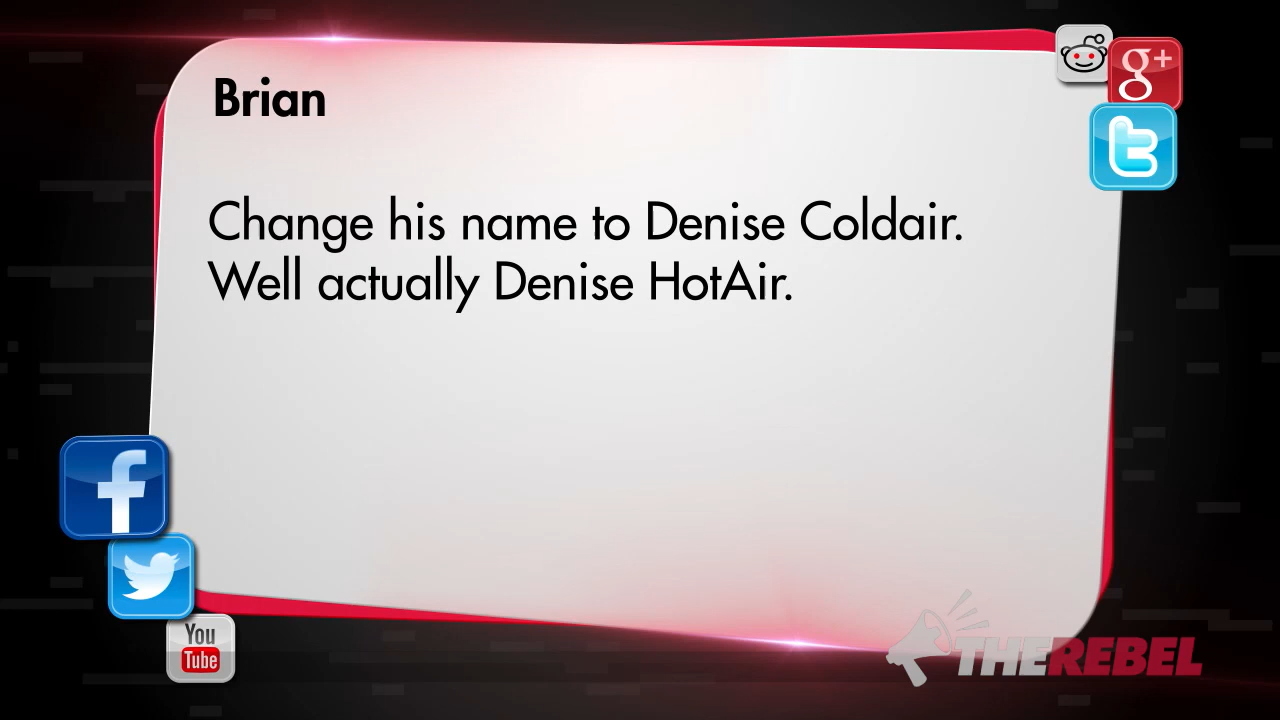 Brian
Change his name to Denise Coldair.
Well actually Denise HotAir.
g+
t
f
You
Tube
THEREBEL